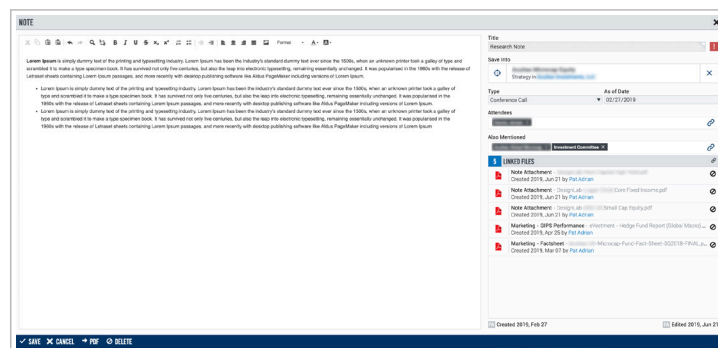 NOTE
Format
Lorem Ipsum is simply dummy text of the printing and typesetting industry. Lorem Ipsum has been the industry's standard dummy text ever since the 1500s, when an unknown printer took a galley of type and
scrambled it to make a type specimen book. It has survived not only five centuries, but also the leap into electronic typesetting, remaining essentially unchanged. It was popularised in the 1960s with the release of
Letraset sheets containing Lorem Ipsum passages, and more recently with desktop publishing software like Aldus PageMaker including versions of Lorem Ipsum.
• Lorem Ipsum is simply dummy text of the printing and typesetting industry. Lorem Ipsum has been the industry's standard dummy text ever since the 1500s, when an unknown printer took a galley of
type and scrambled it to make a type specimen book. It has survived not only five centuries, but also the leap into electronic typesetting, remaining essentially unchanged. It was popularised in the
1960s with the release of Letraset sheets containing Lorem Ipsum passages, and more recently with desktop publishing software like Aldus PageMaker including versions of Lorem Ipsum.
• Lorem Ipsum is simply dummy text of the printing and typesetting industry. Lorem Ipsum has been the industry's standard dummy text ever since the 1500s, when an unknown printer took a galley of
type and scrambled it to make a type specimen book. It has survived not only five centuries, but also the leap into electronic typesetting, remaining essentially unchanged. It was popularised in the
1960s with the release of Letraset sheets containing Lorem Ipsum passages, and more recently with desktop publishing software like Aldus PageMaker including versions of Lorem Ipsum
Title
Research Note
Save Into
Strategy in
Type
As of Date
Conference Call
02/27/2019
Attendees
Also Mentioned
Investment Committee ×
5 LINKED FILES
Note Attachment -
Created 2019, Jun 21 by Pat Adrian
Note Attachment - DesignLab Core Fixed Income.pdf
Created 2019, Jun 21 by Pat Adrian
Note Attachment - DesignLab Small Cap Equity.pdf
Created 2019, Jun 21 by Pat Adrian
Marketing - GIPS Performance - eVestment - Hedge Fund Report (Global Macro)...
Created 2019, Apr 25 by Pat Adrian
Marketing - Factsheet - -Microcap-Fund-Fact-Sheet-3Q2018-FINAL.p...
Created 2019, Mar 07 by Pat Adrian
Created 2019, Feb 27
Edited 2019, Jun 21
SAVE CANCEL PDF DELETE